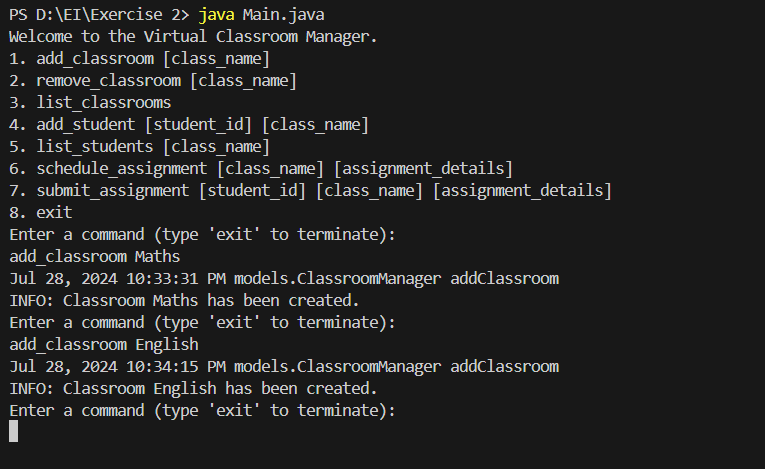 PS D:\EI\Exercise 2> java Main.java
Welcome to the Virtual Classroom Manager.
1. add_classroom [class_name]
2. remove_classroom [class_name]
3. list_classrooms
4. add_student [student_id] [class_name]
5. list_students [class_name]
6. schedule_assignment [class_name] [assignment_details]
7. submit_assignment [student_id] [class_name] [assignment_details]
8. exit
Enter a command (type 'exit' to terminate):
add_classroom Maths
Jul 28, 2024 10:33:31 PM models.ClassroomManager addClassroom
INFO: Classroom Maths has been created.
Enter a command (type 'exit' to terminate):
add_classroom English
Jul 28, 2024 10:34:15 PM models.ClassroomManager addClassroom
INFO: Classroom English has been created.
Enter a command (type 'exit' to terminate):